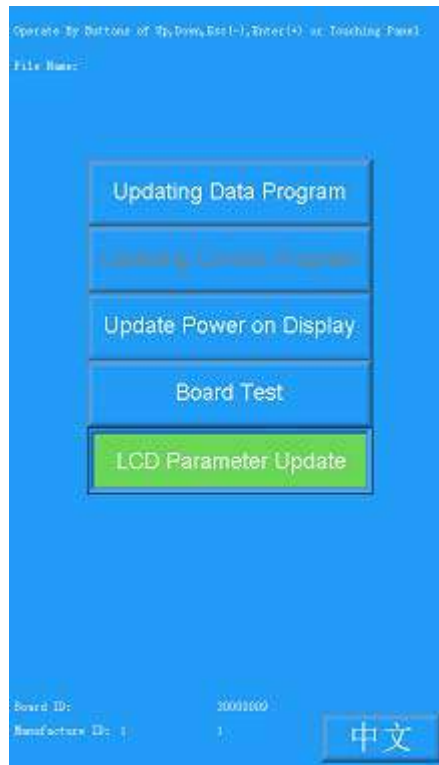 Operate By Buttons of Up,Down,Esc(-),Enter(+) or Touching Panel
File Name:
Updating Data Program
Update Power on Display
Board Test
LCD Parameter Update
Board ID: 30000009
Manufacture ID: 1 1
中文